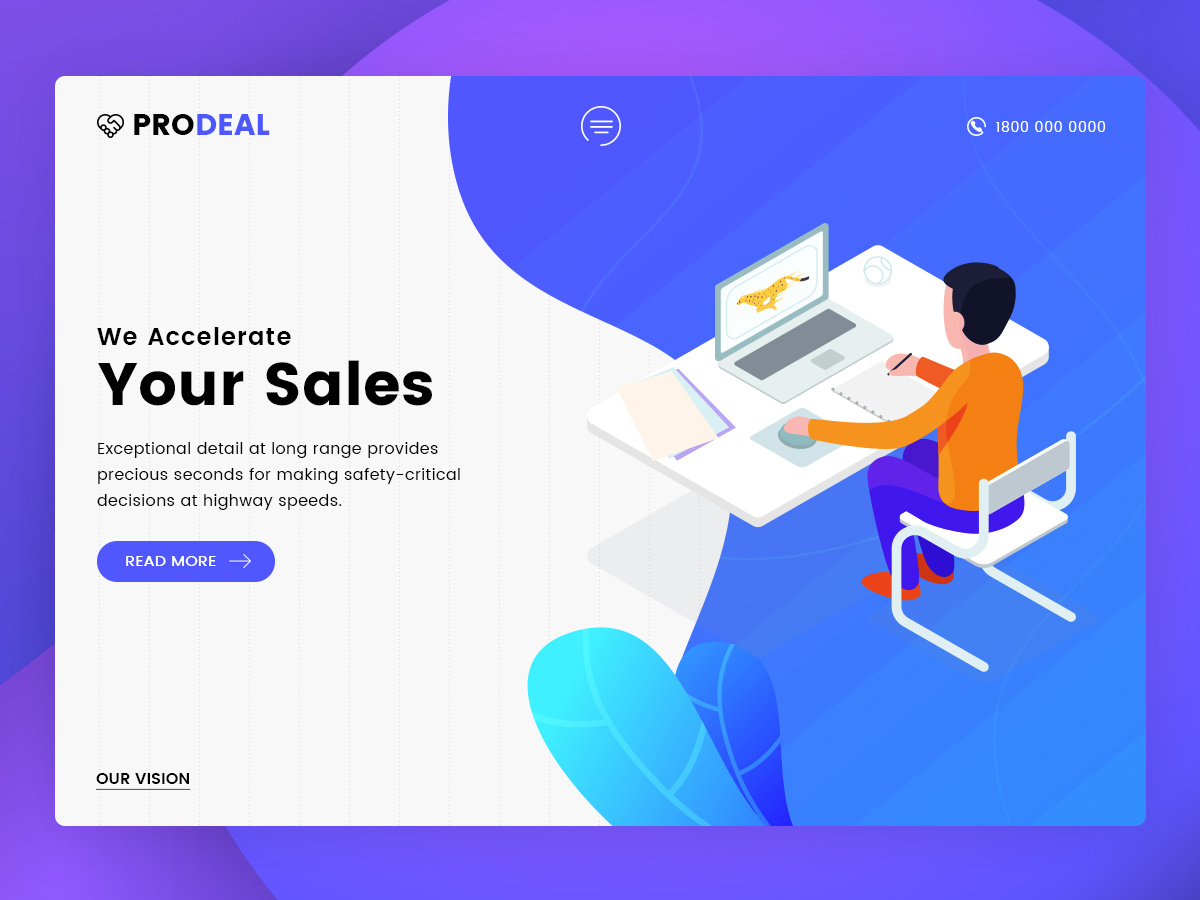 PRODEAL
1800 000 0000
We Accelerate
Your Sales
Exceptional detail at long range provides
precious seconds for making safety-critical
decisions at highway speeds.
READ MORE
OUR VISION